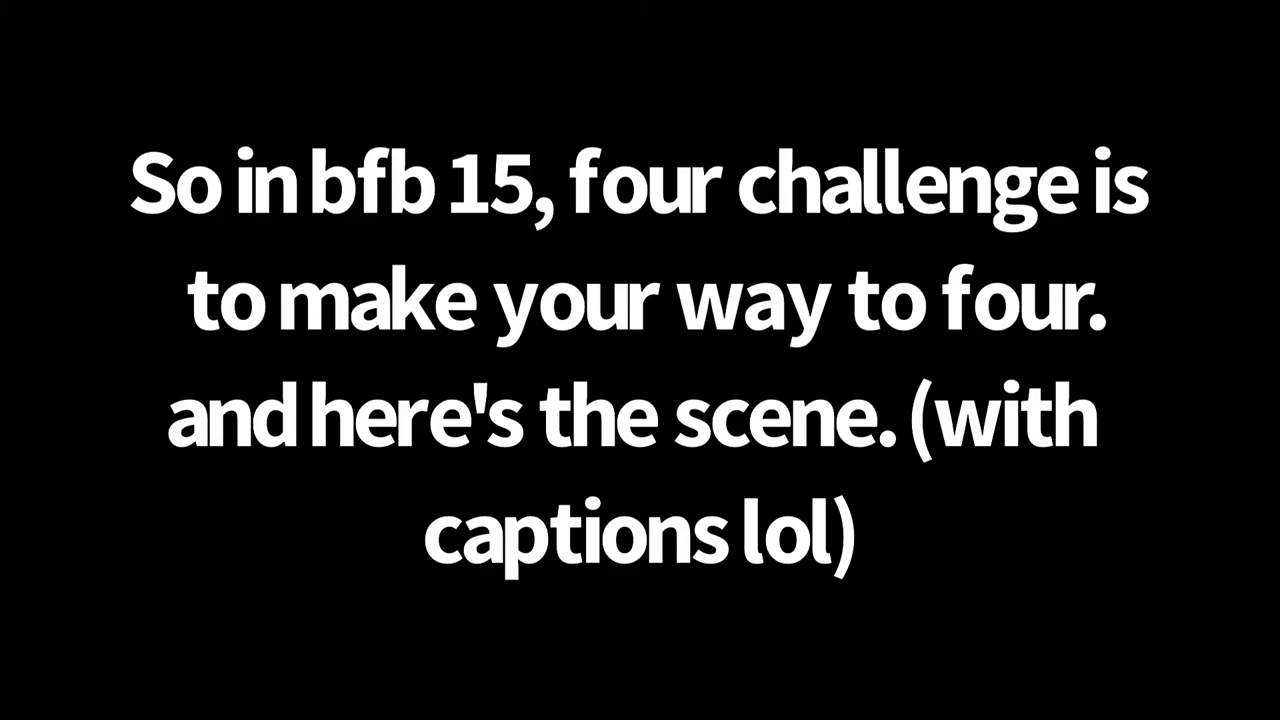 So in bfb 15, four challenge is
to make your way to four.
and here's the scene. (with
captions lol)